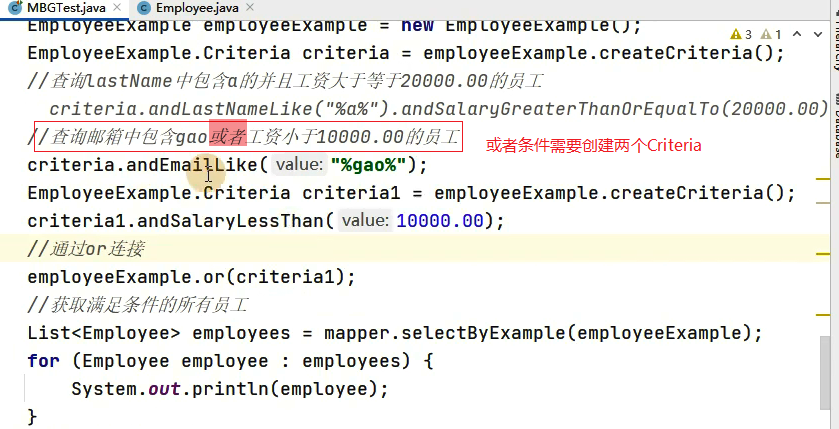 MBGTest.java × Employee.java ×
EmployeeExample employeeExample = new EmployeeExample();
3 1
EmployeeExample.Criteria criteria = employeeExample.createCriteria();
//查询lastName中包含a的并且工资大于等于20000.00的员工
criteria.andLastNameLike("%a%").andSalaryGreaterThanOrEqualTo(20000.00)
//查询邮箱中包含gao或者工资小于10000.00的员工
或者条件需要创建两个Criteria
criteria.andEmailLike( value: "%gao%");
EmployeeExample.Criteria criteria1 = employeeExample.createCriteria();
criteria1.andSalaryLessThan( value: 10000.00);
//通过or连接
employeeExample.or(criteria1);
//获取满足条件的所有员工
List<Employee> employees = mapper.selectByExample(employeeExample);
for (Employee employee : employees) {
System.out.println(employee);
}
Database